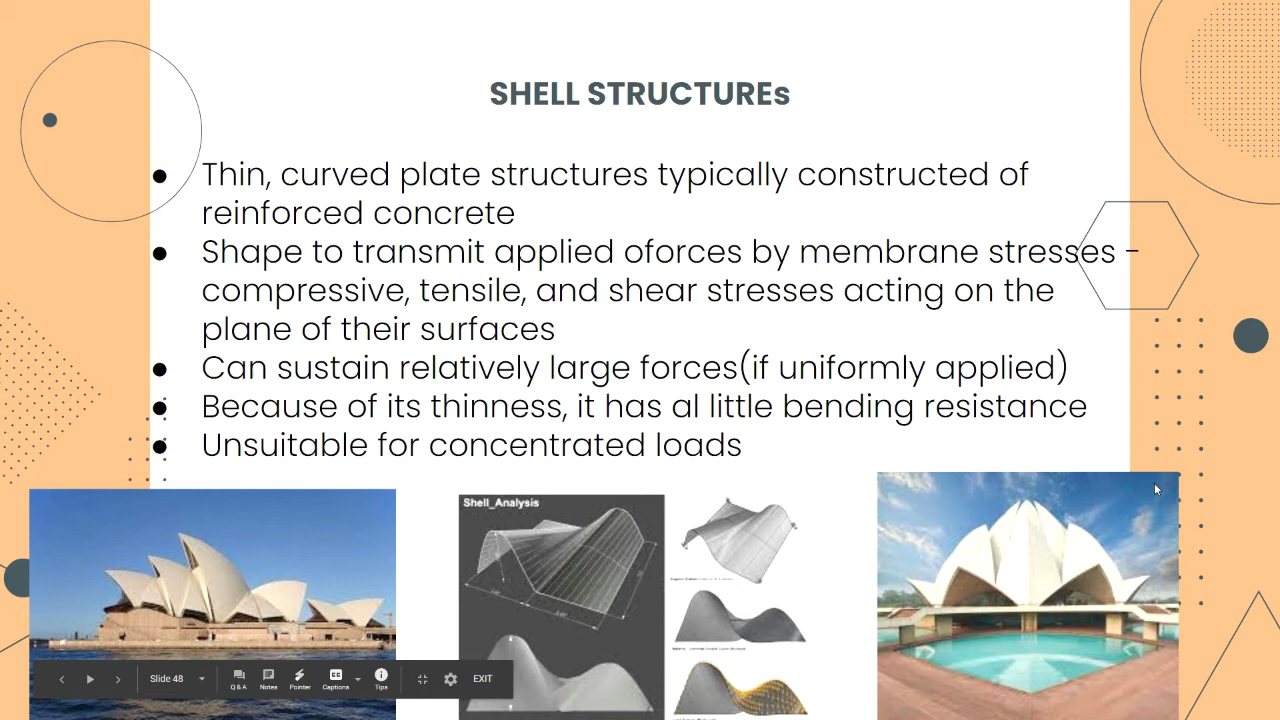 SHELL STRUCTUREs
● Thin, curved plate structures typically constructed of
reinforced concrete
● Shape to transmit applied oforces by membrane stresses –
compressive, tensile, and shear stresses acting on the
plane of their surfaces
● Can sustain relatively large forces(if uniformly applied)
● Because of its thinness, it has al little bending resistance
● Unsuitable for concentrated loads
Shell_Analysis
Slide 48
Q & A
Notes
Pointer
Captions
Tips
EXIT